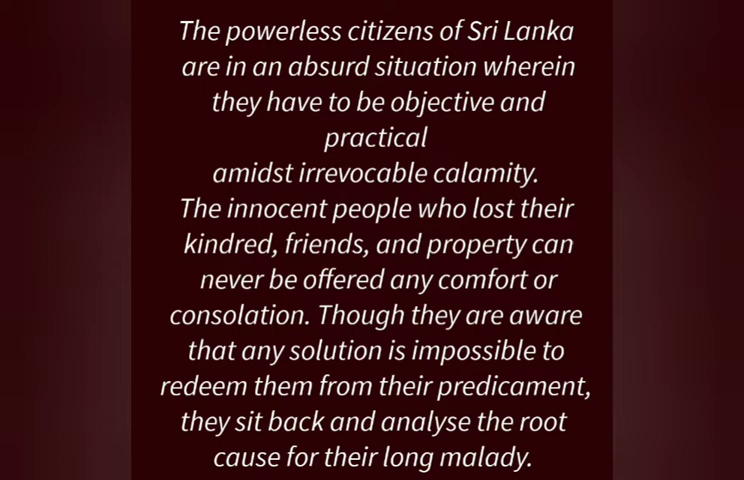 The powerless citizens of Sri Lanka
are in an absurd situation wherein
they have to be objective and
practical
amidst irrevocable calamity.
The innocent people who lost their
kindred, friends, and property can
never be offered any comfort or
consolation. Though they are aware
that any solution is impossible to
redeem them from their predicament,
they sit back and analyse the root
cause for their long malady.